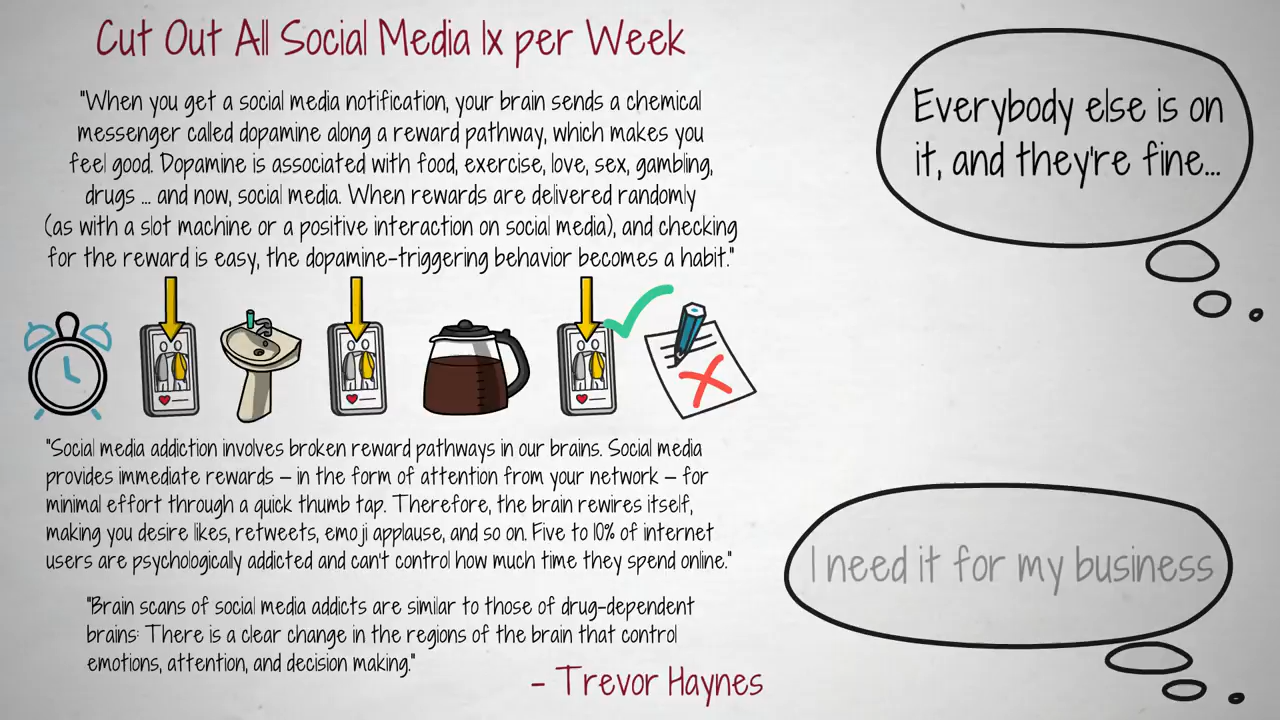 Cut Out All Social Media 1x per Week
"When you get a social media notification, your brain sends a chemical
messenger called dopamine along a reward pathway, which makes you
feel good. Dopamine is associated with food, exercise, love, sex, gambling,
drugs ... and now, social media. When rewards are delivered randomly
(as with a slot machine or a positive interaction on social media), and checking
for the reward is easy, the dopamine-triggering behavior becomes a habit."
"Social media addiction involves broken reward pathways in our brains. Social media
provides immediate rewards – in the form of attention from your network – for
minimal effort through a quick thumb tap. Therefore, the brain rewires itself,
making you desire likes, retweets, emoji applause, and so on. Five to 10% of internet
users are psychologically addicted and can't control how much time they spend online."
"Brain scans of social media addicts are similar to those of drug-dependent
brains: There is a clear change in the regions of the brain that control
emotions, attention, and decision making."
- Trevor Haynes
Everybody else is on
it, and they're fine...
I need it for my business